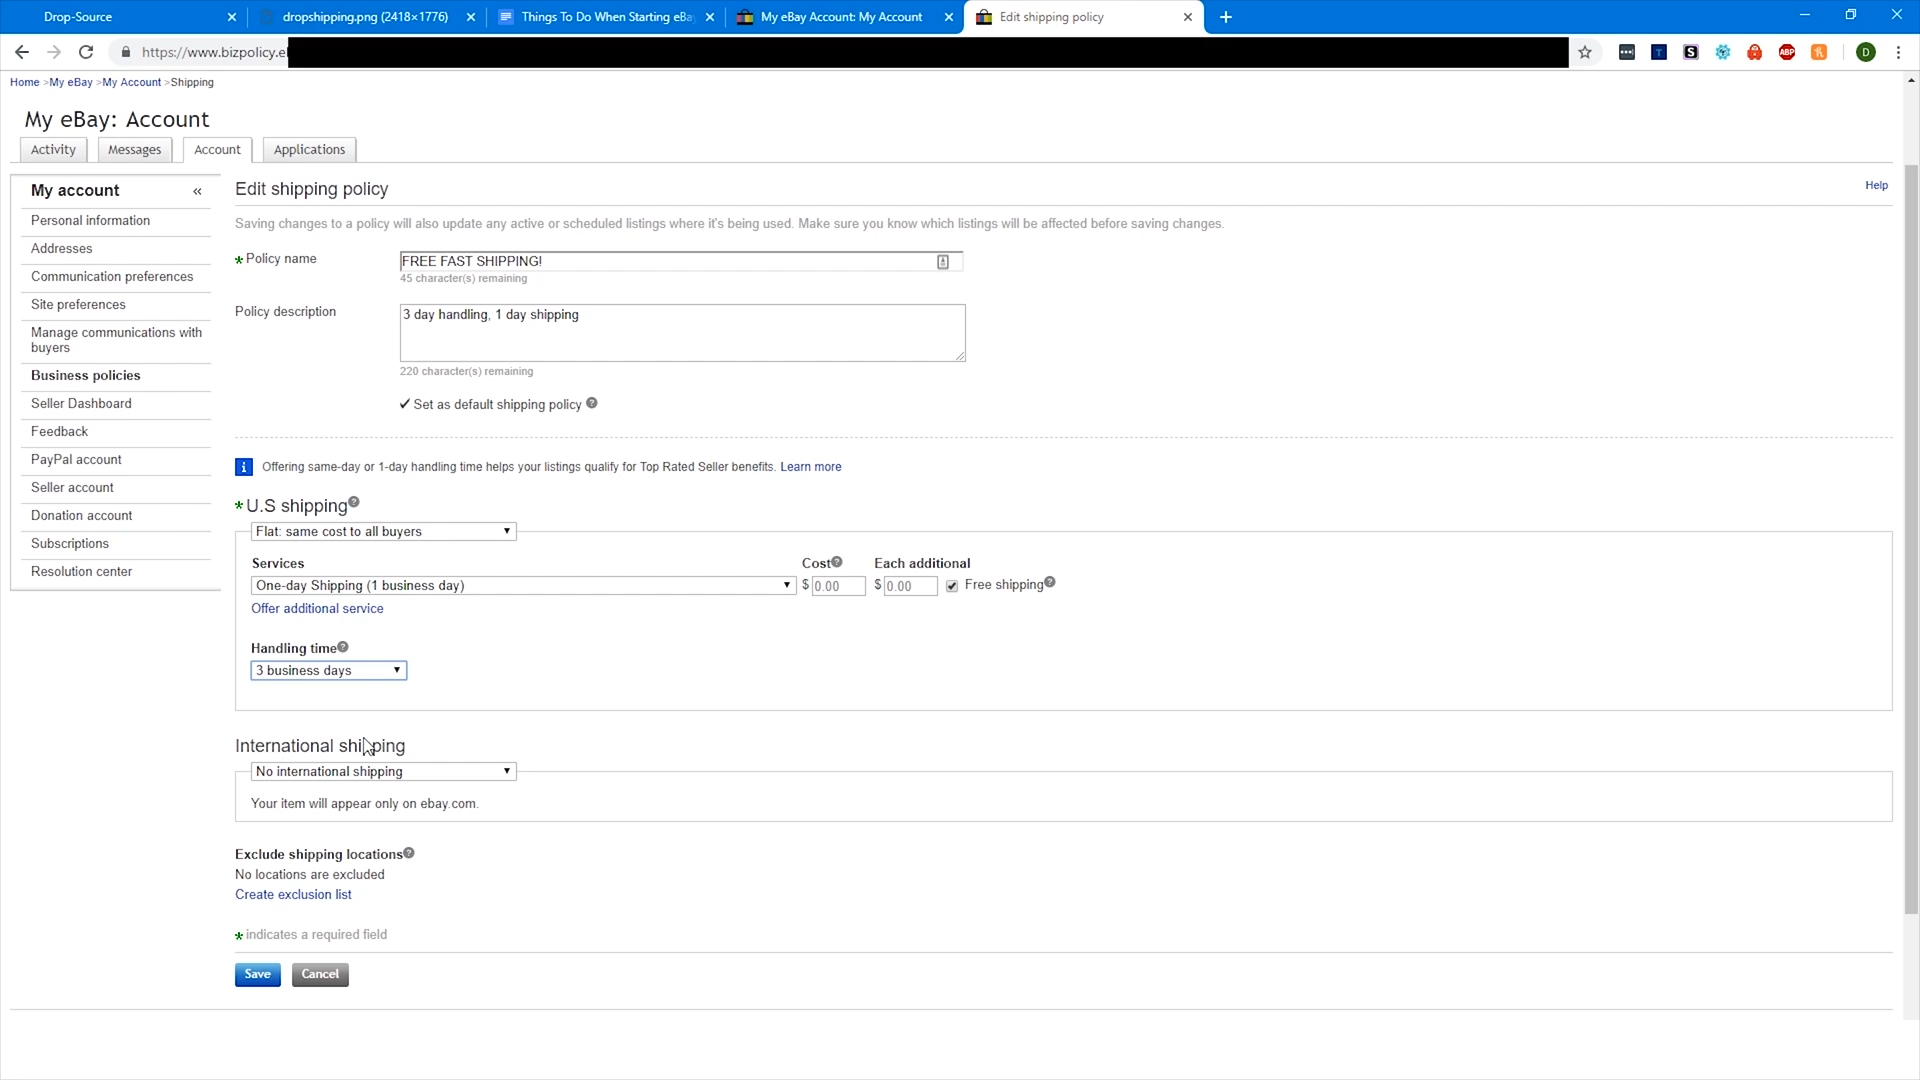 Drop-Source
dropshipping.png (2418×1776)
Things To Do When Starting eBay
My eBay Account: My Account
Edit shipping policy
https://www.bizpolicy.e
ABP
D
Home >My eBay >My Account >Shipping
My eBay: Account
Activity
Messages
Account
Applications
My account «
Personal information
Addresses
Communication preferences
Site preferences
Manage communications with
buyers
Business policies
Seller Dashboard
Feedback
PayPal account
Seller account
Donation account
Subscriptions
Resolution center
Edit shipping policy
Help
Saving changes to a policy will also update any active or scheduled listings where it's being used. Make sure you know which listings will be affected before saving changes.
* Policy name
FREE FAST SHIPPING!
45 character(s) remaining
Policy description
3 day handling, 1 day shipping
220 character(s) remaining
Set as default shipping policy ?
i Offering same-day or 1-day handling time helps your listings qualify for Top Rated Seller benefits. Learn more
* U.S shipping ?
Flat: same cost to all buyers
Services Cost ? Each additional
One-day Shipping (1 business day) $ 0.00 $ 0.00 Free shipping ?
Offer additional service
Handling time ?
3 business days
International shipping
No international shipping
Your item will appear only on ebay.com.
Exclude shipping locations ?
No locations are excluded
Create exclusion list
* indicates a required field
Save
Cancel